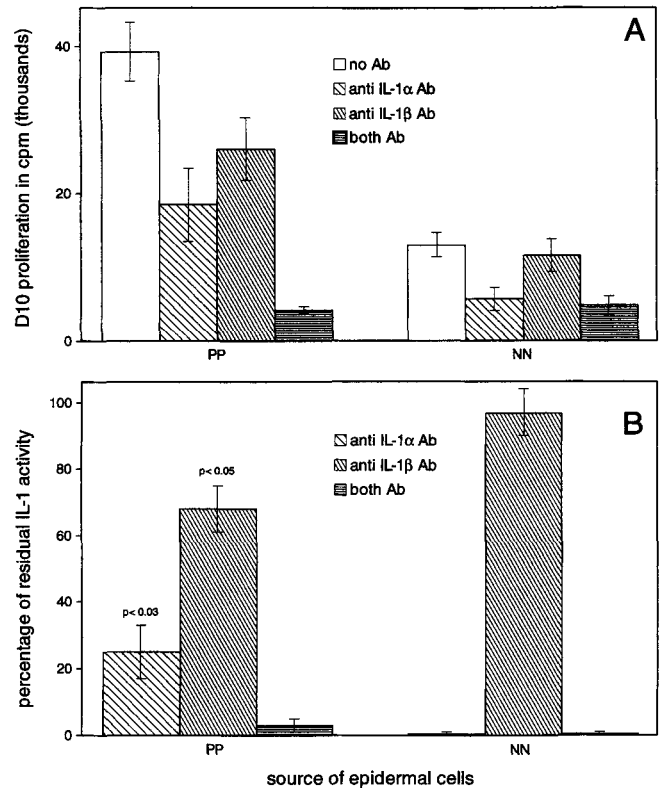 A
D10 proliferation in cpm (thousands)
40
20
0
no Ab
anti IL-1α Ab
anti IL-1β Ab
both Ab
PP NN
B
percentage of residual IL-1 activity
100
80
60
40
20
0
anti IL-1α Ab
anti IL-1β Ab
both Ab
p< 0.03
p< 0.05
PP NN
source of epidermal cells